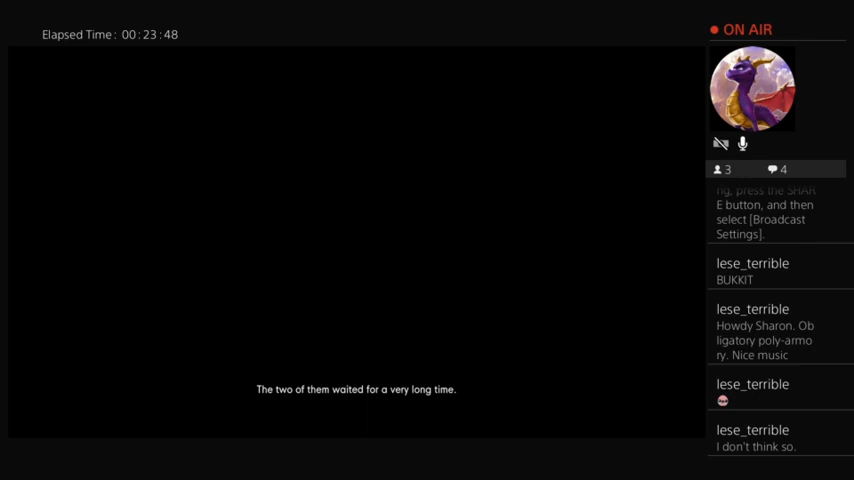 Elapsed Time: 00:23:48
ON AIR
3
4
ng, press the SHAR
E button, and then
select [Broadcast
Settings].
lese_terrible
BUKKIT
lese_terrible
Howdy Sharon. Ob
ligatory poly-armo
ry. Nice music
lese_terrible
lese_terrible
I don't think so.
The two of them waited for a very long time.